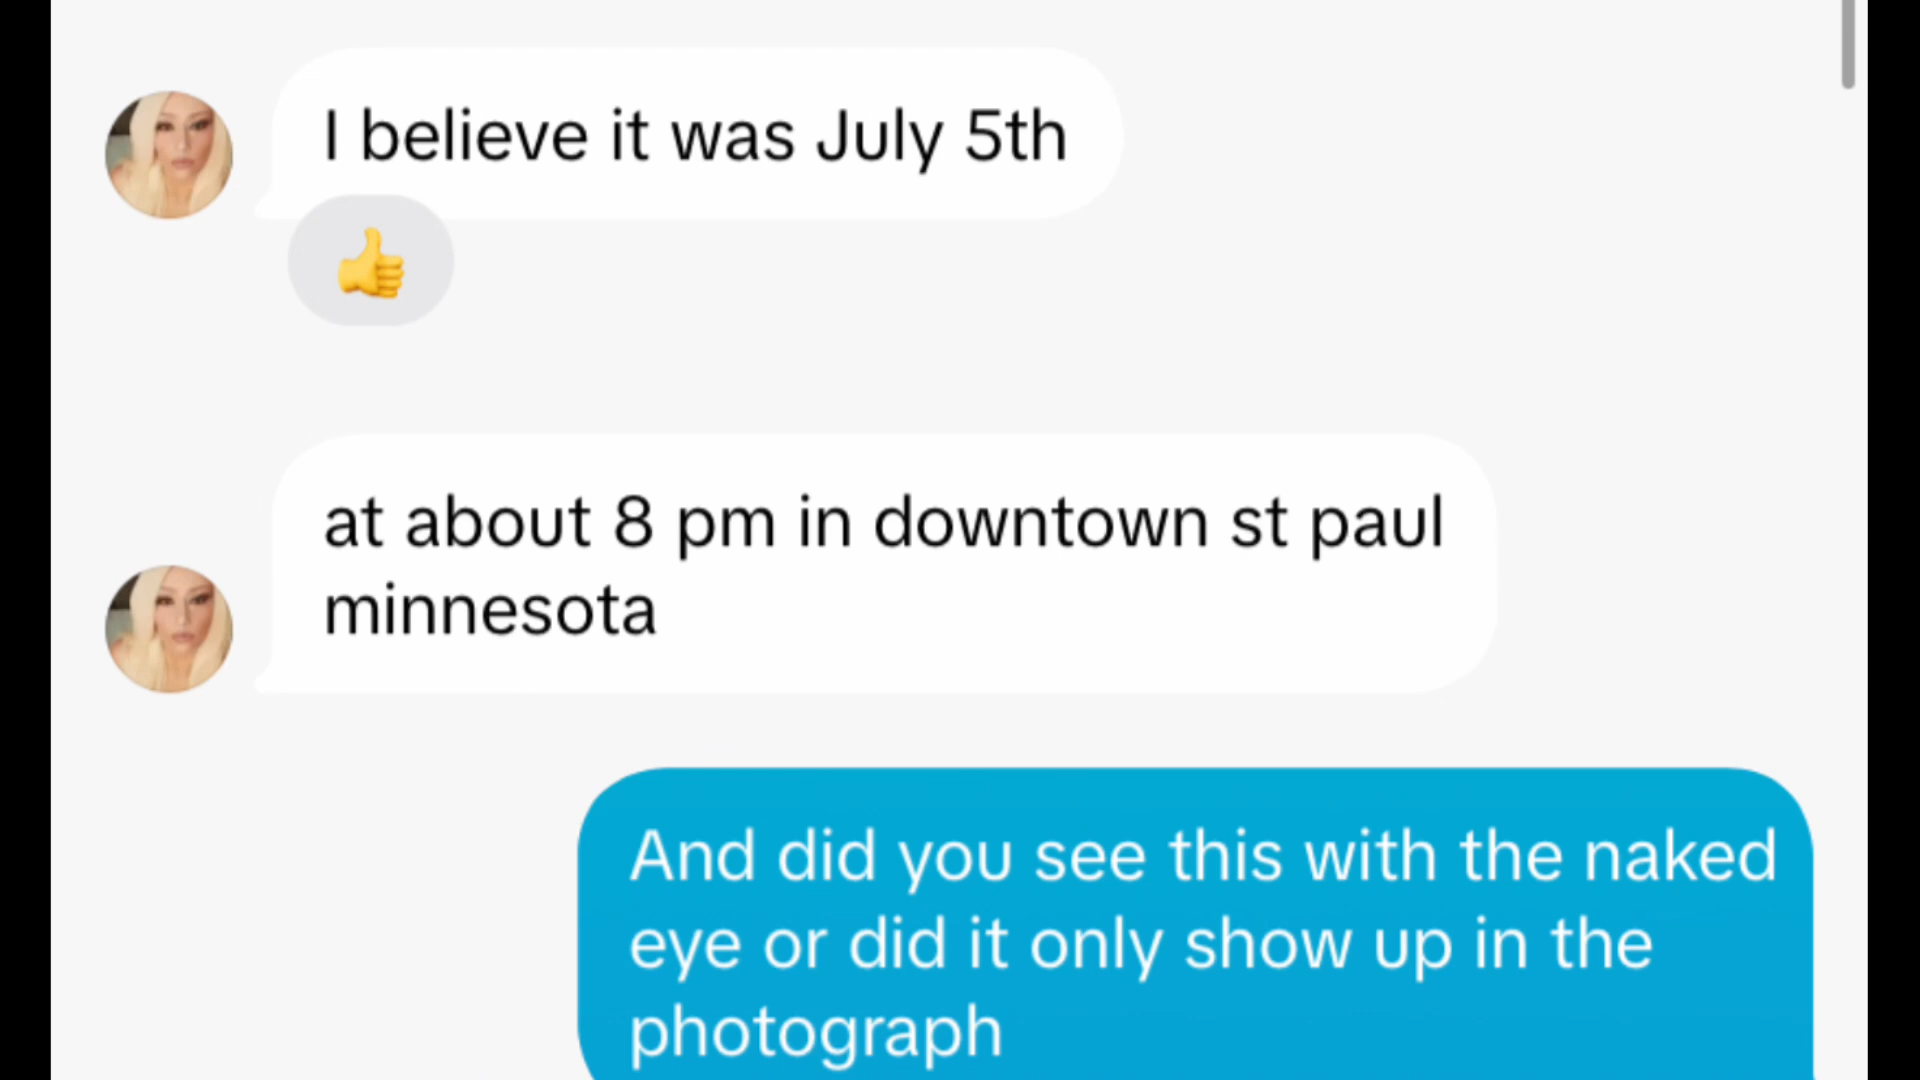 I believe it was July 5th
👍
at about 8 pm in downtown st paul
minnesota
And did you see this with the naked
eye or did it only show up in the
photograph